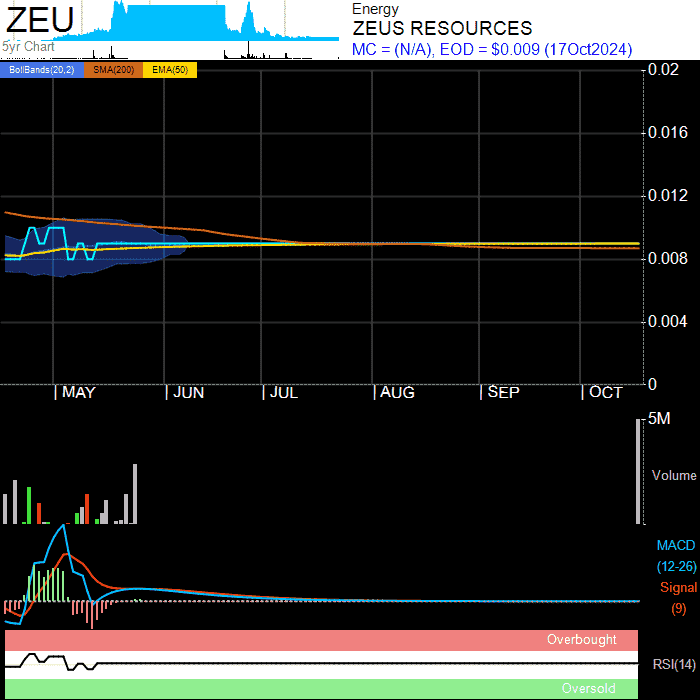 ZEU
5yr Chart
Energy
ZEUS RESOURCES
MC = (N/A), EOD = $0.009 (17Oct2024)
BollBands(20,2) SMA(200) EMA(50)
0.02
0.016
0.012
0.008
0.004
0
MAY JUN JUL AUG SEP OCT
5M
Volume
MACD
(12-26)
Signal
(9)
Overbought
RSI(14)
Oversold